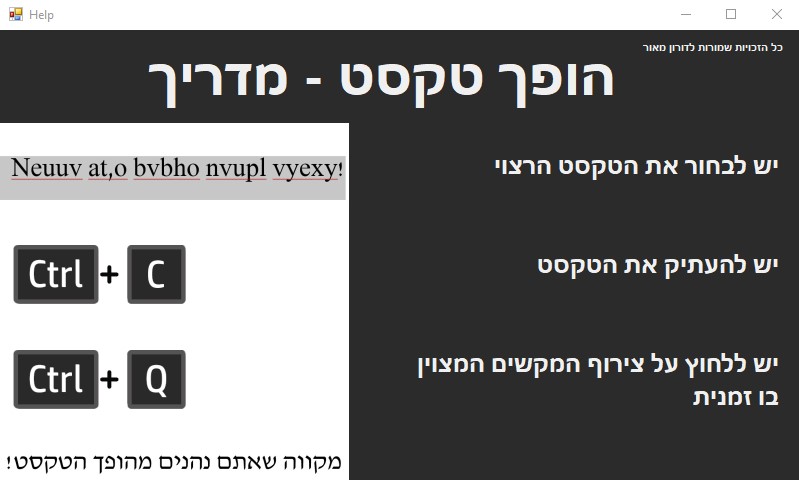 Help
כל הזכויות שמורות לדורון מאור
הופך טקסט - מדריך
יש לבחור את הטקסט הרצוי
Neuuv at,o bvbho nvupl vyexy!
יש להעתיק את הטקסט
Ctrl + C
יש ללחוץ על צירוף המקשים המצוין
בו זמנית
Ctrl + Q
מקווה שאתם נהנים מהופך הטקסט!